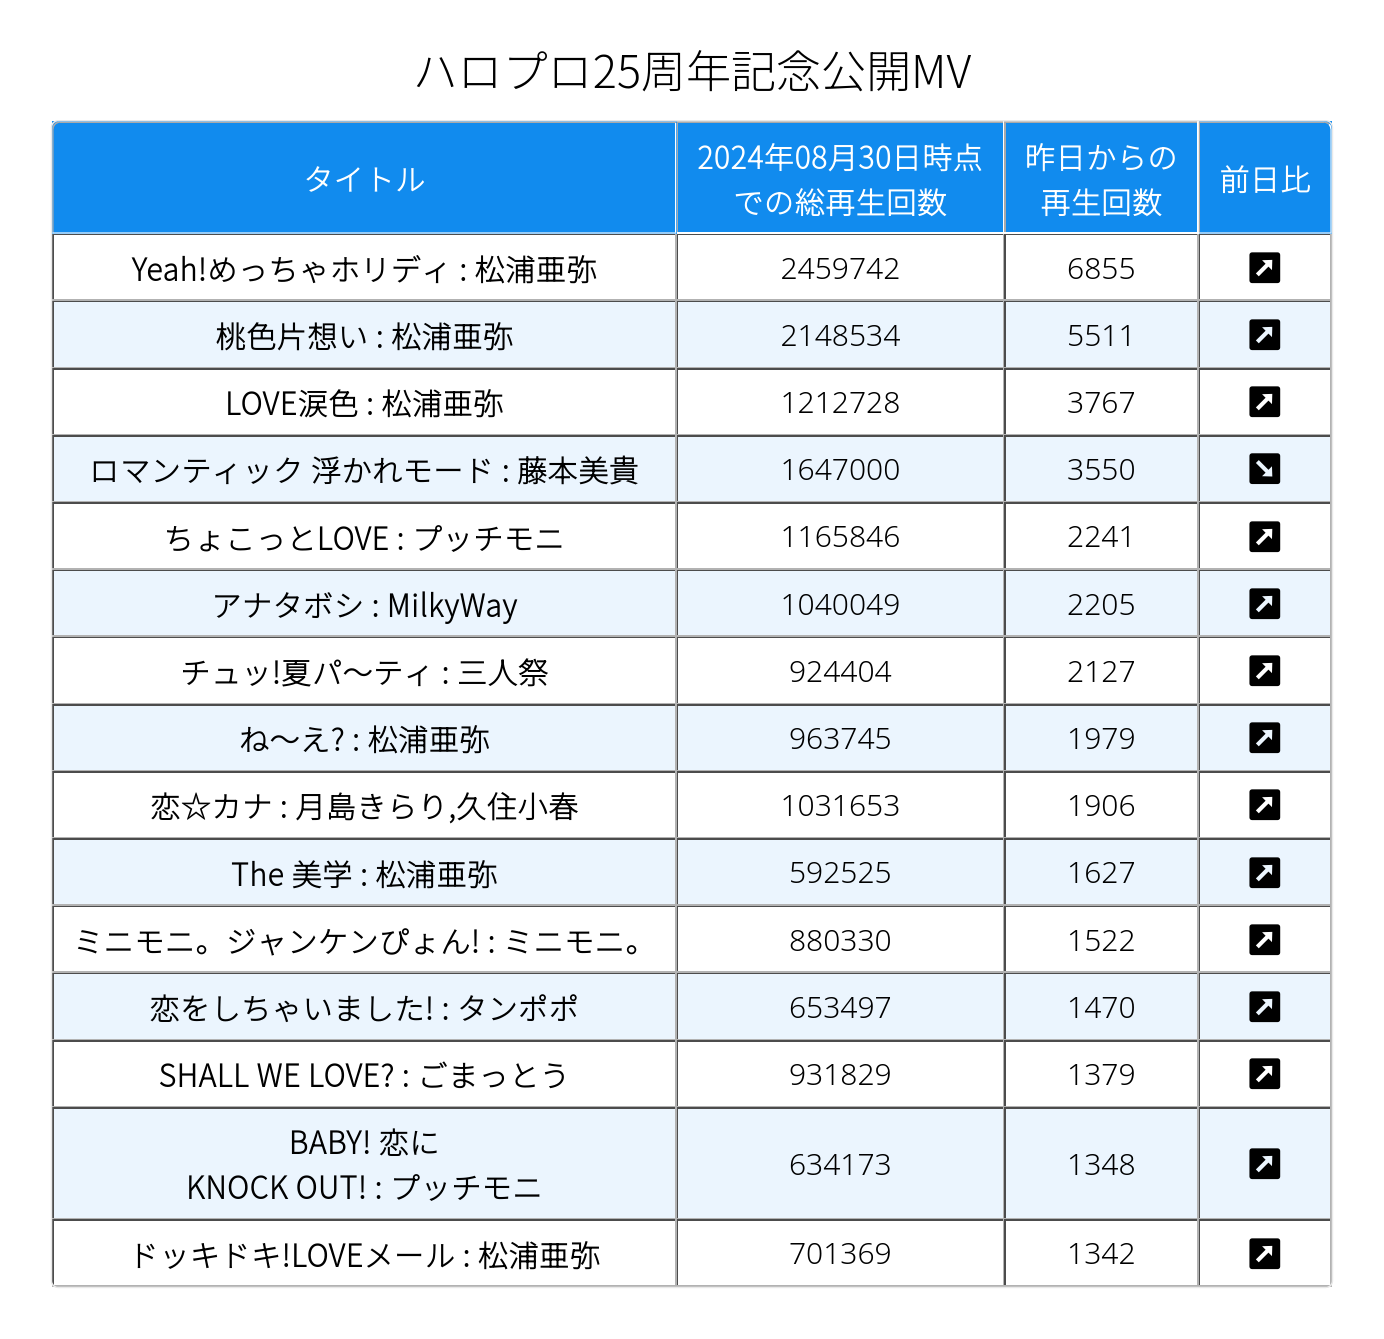 ハロプロ25周年記念公開MV
タイトル
2024年08月30日時点
での総再生回数
昨日からの
再生回数
前日比
Yeah!めっちゃホリディ : 松浦亜弥 2459742 6855
桃色片想い : 松浦亜弥 2148534 5511
LOVE涙色 : 松浦亜弥 1212728 3767
ロマンティック 浮かれモード : 藤本美貴 1647000 3550
ちょこっとLOVE : プッチモニ 1165846 2241
アナタボシ : MilkyWay 1040049 2205
チュッ!夏パ〜ティ : 三人祭 924404 2127
ね〜え? : 松浦亜弥 963745 1979
恋☆カナ : 月島きらり,久住小春 1031653 1906
The 美学 : 松浦亜弥 592525 1627
ミニモニ。ジャンケンぴょん! : ミニモニ。 880330 1522
恋をしちゃいました! : タンポポ 653497 1470
SHALL WE LOVE? : ごまっとう 931829 1379
BABY! 恋に
KNOCK OUT! : プッチモニ 634173 1348
ドッキドキ!LOVEメール : 松浦亜弥 701369 1342